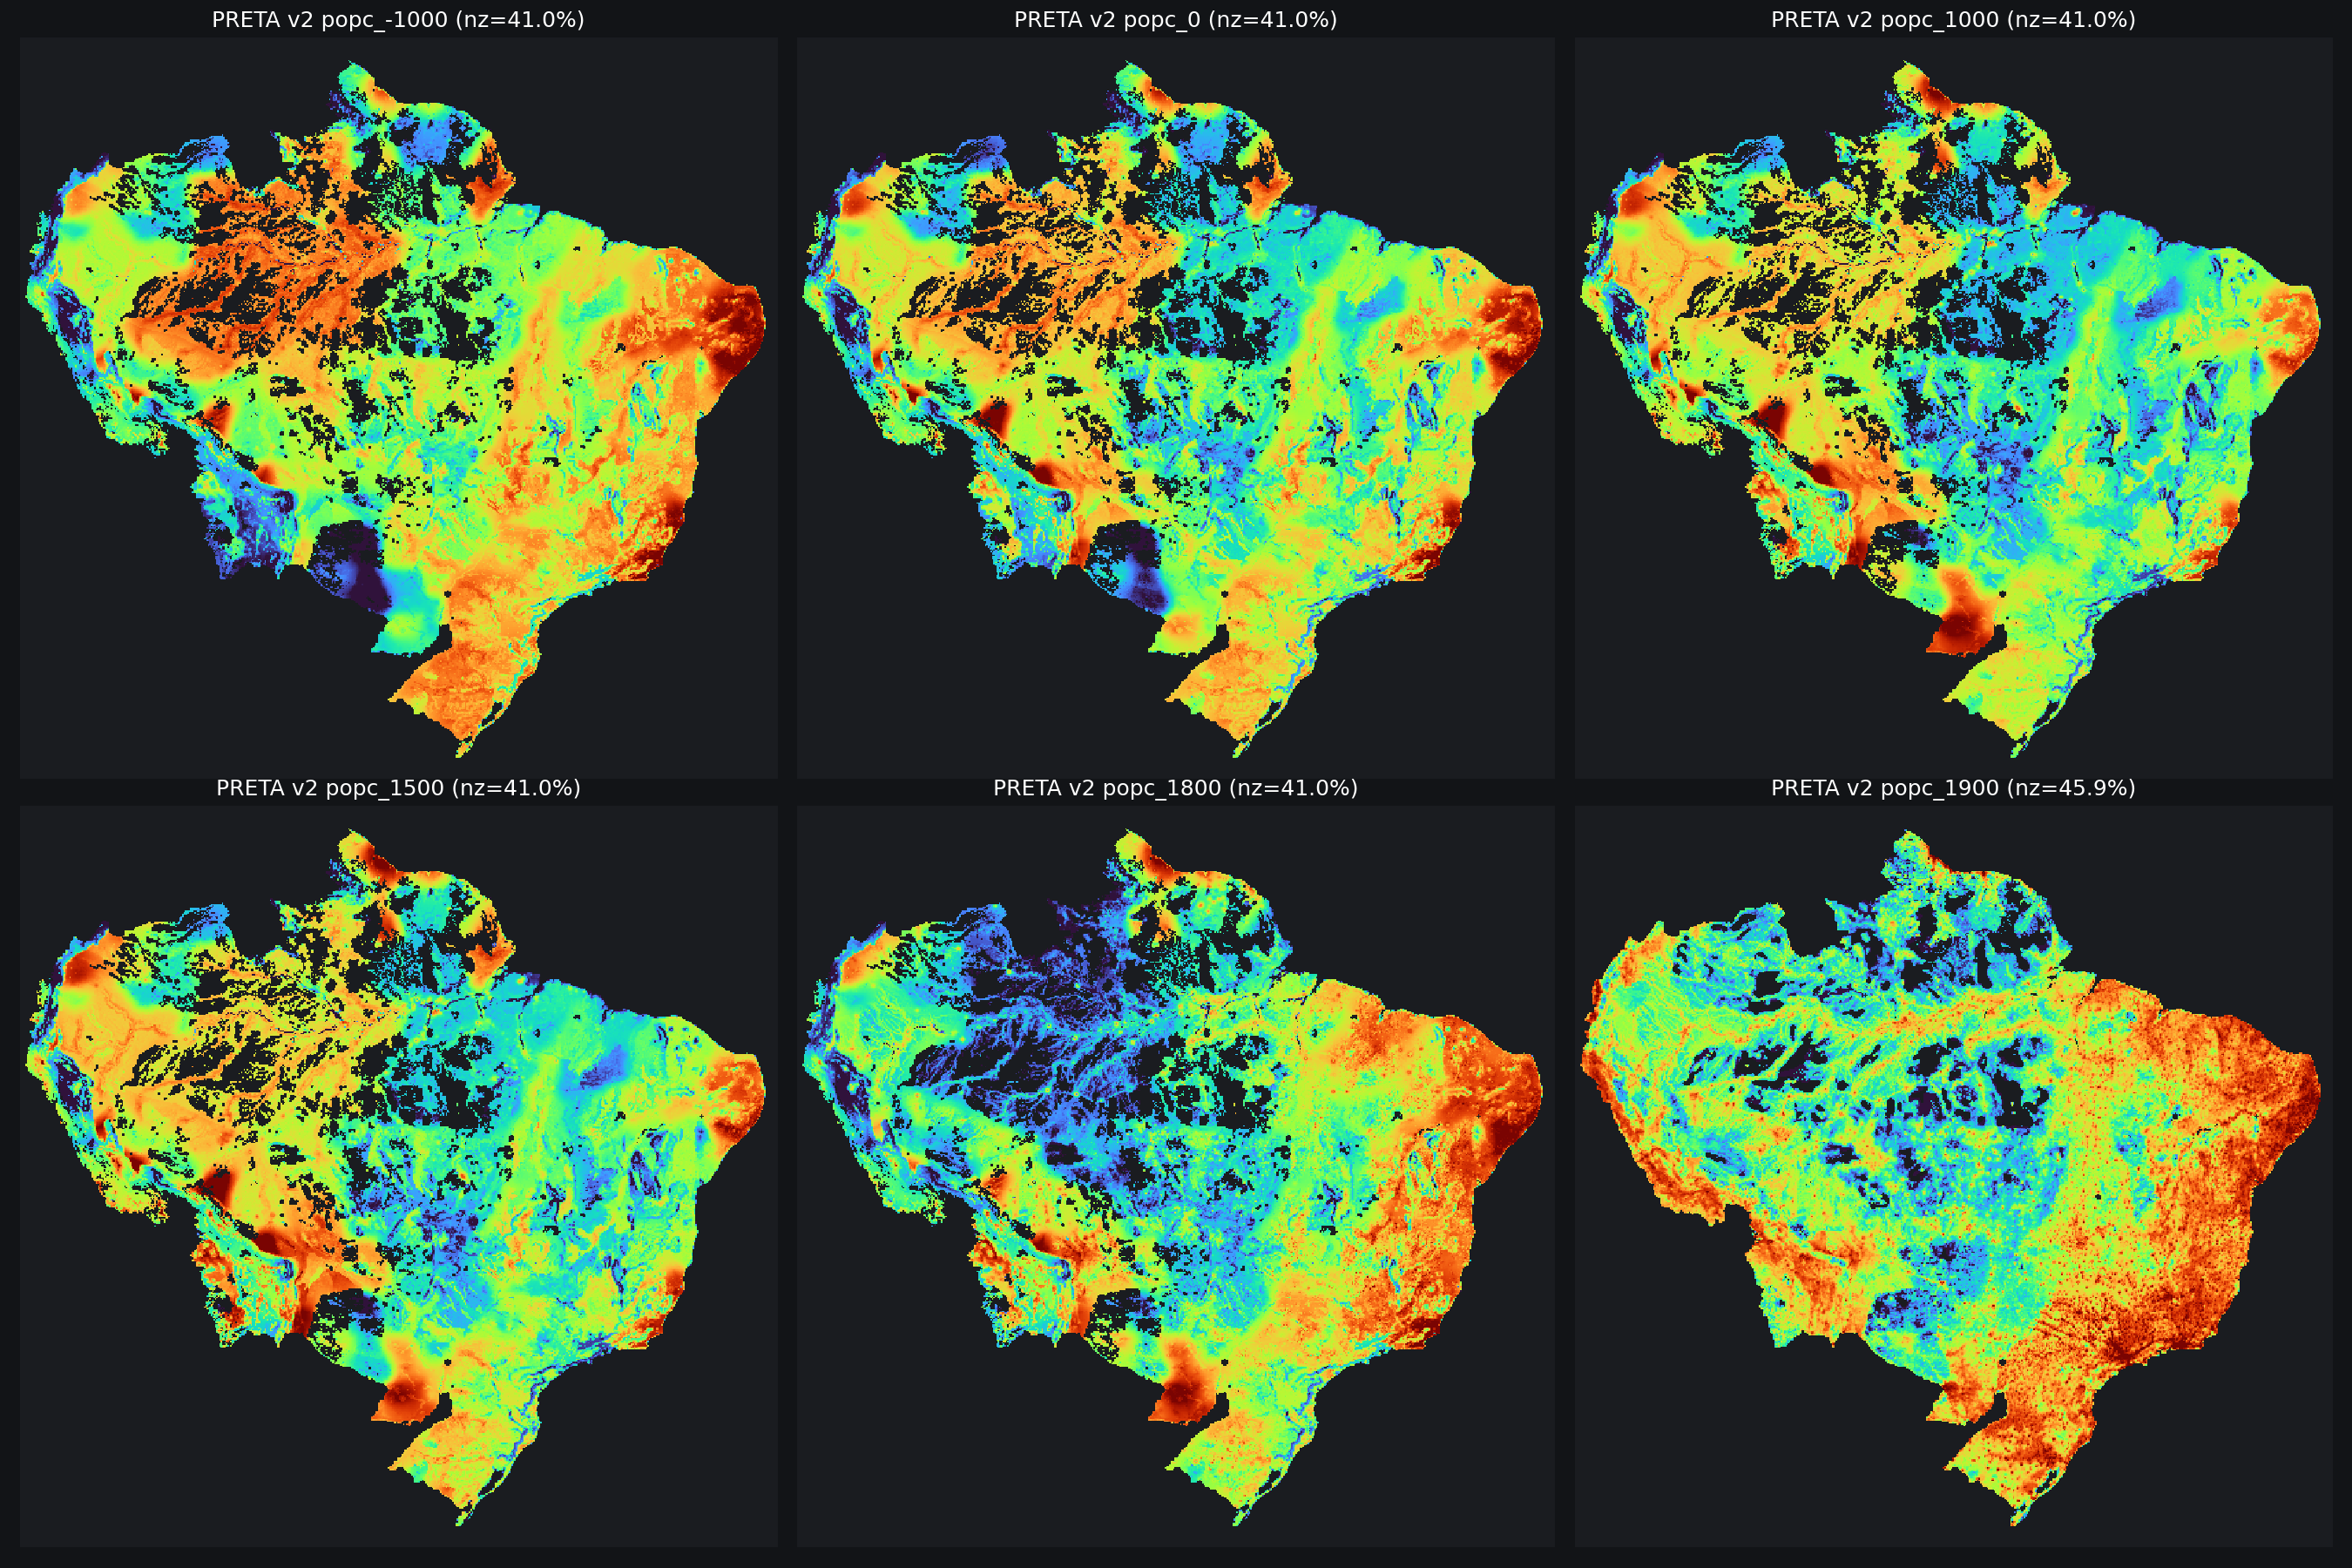 PRETA v2 popc_-1000 (nz=41.0%)
PRETA v2 popc_0 (nz=41.0%)
PRETA v2 popc_1000 (nz=41.0%)
PRETA v2 popc_1500 (nz=41.0%)
PRETA v2 popc_1800 (nz=41.0%)
PRETA v2 popc_1900 (nz=45.9%)